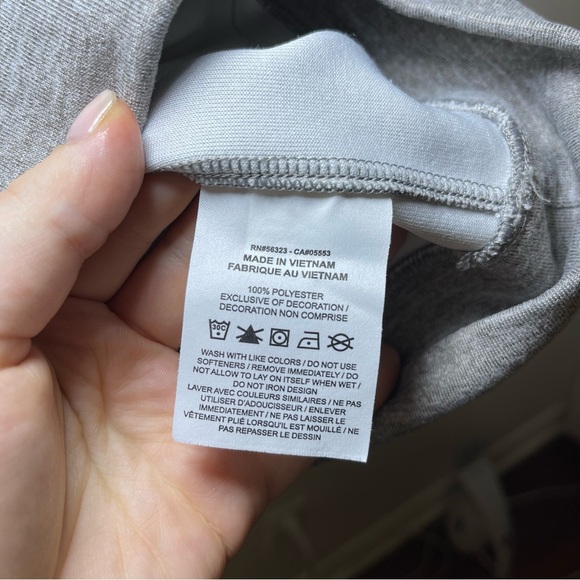 RN#56323 - CA#05553
MADE IN VIETNAM
FABRIQUE AU VIETNAM
100% POLYESTER
EXCLUSIVE OF DECORATION /
DECORATION NON COMPRISE
30C
WASH WITH LIKE COLORS / DO NOT USE
SOFTENERS / REMOVE IMMEDIATELY / DO
NOT ALLOW TO LAY ON ITSELF WHEN WET /
DO NOT IRON DESIGN
LAVER AVEC COULEURS SIMILAIRES / NE PAS
UTILISER D'ADOUCISSEUR / ENLEVER
IMMÉDIATEMENT / NE PAS LAISSER LE
VÊTEMENT PLIÉ LORSQU'IL EST MOUILLÉ / NE
PAS REPASSER LE DESSIN